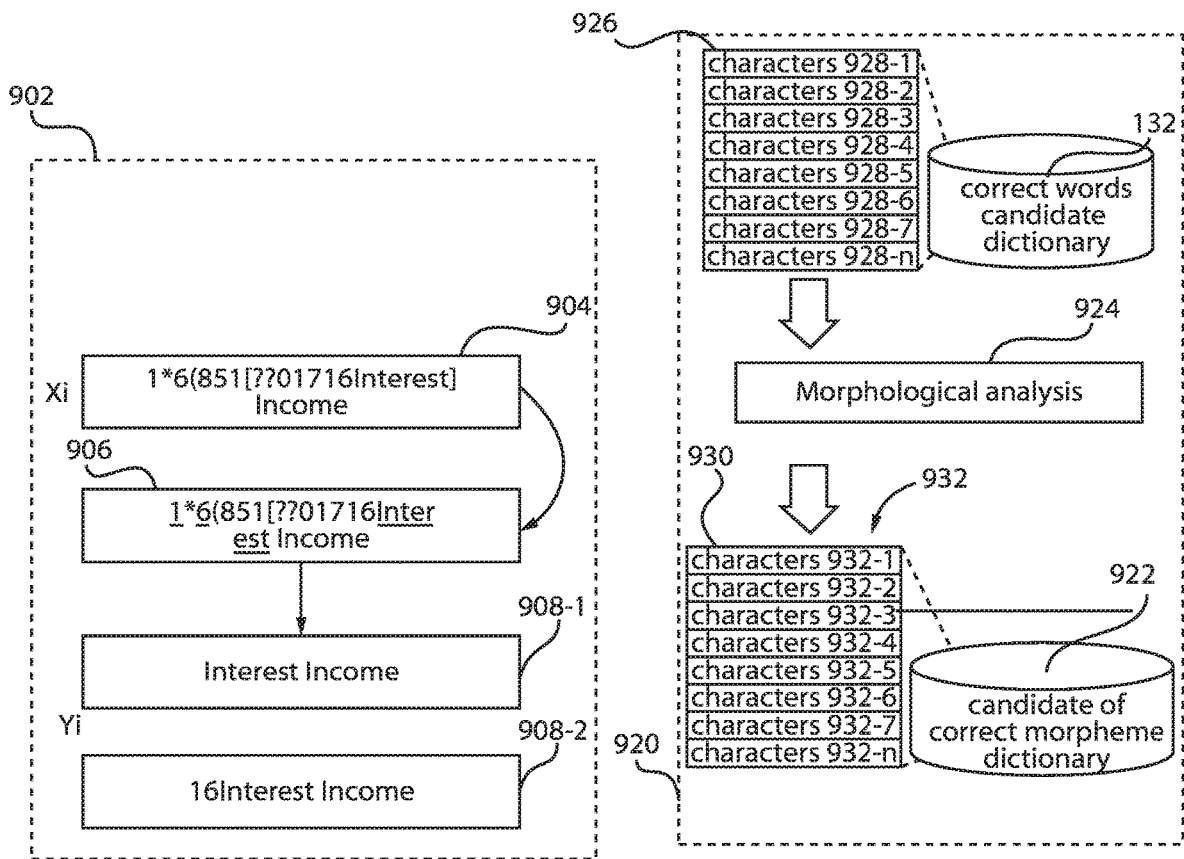 902
904
Xi
1*6(851[??01716Interest]
Income
906
1*6(851[??01716Inter
est Income
908-1
Interest Income
Yi
908-2
16Interest Income
926
characters 928-1
characters 928-2
characters 928-3
characters 928-4
characters 928-5
characters 928-6
characters 928-7
characters 928-n
132
correct words
candidate
dictionary
924
Morphological analysis
930
932
characters 932-1
characters 932-2
characters 932-3
characters 932-4
characters 932-5
characters 932-6
characters 932-7
characters 932-n
922
candidate of
correct morpheme
dictionary
920